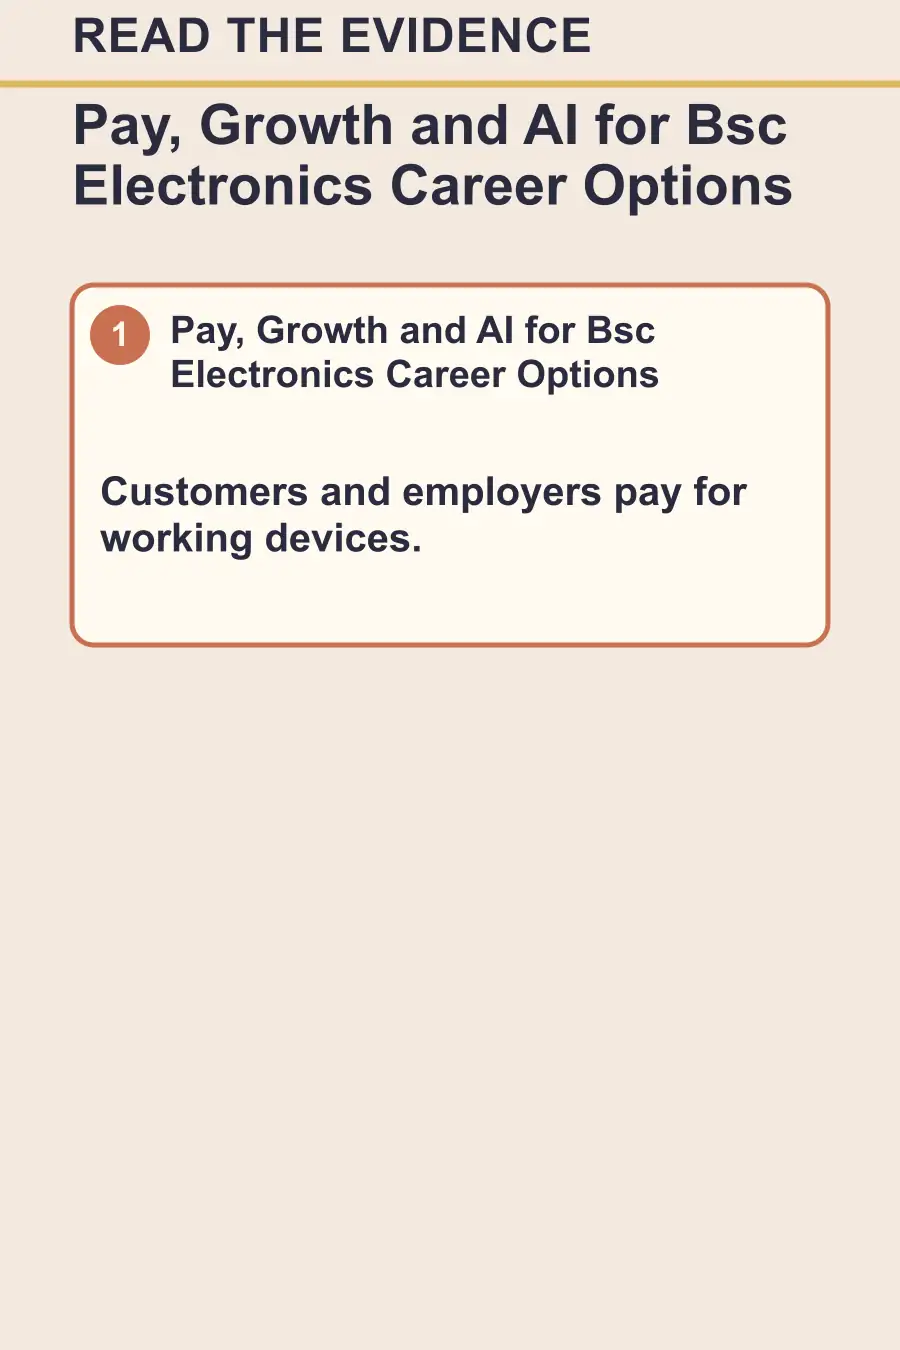 READ THE EVIDENCE
Pay, Growth and AI for Bsc
Electronics Career Options
1
Pay, Growth and AI for Bsc
Electronics Career Options
Customers and employers pay for
working devices.